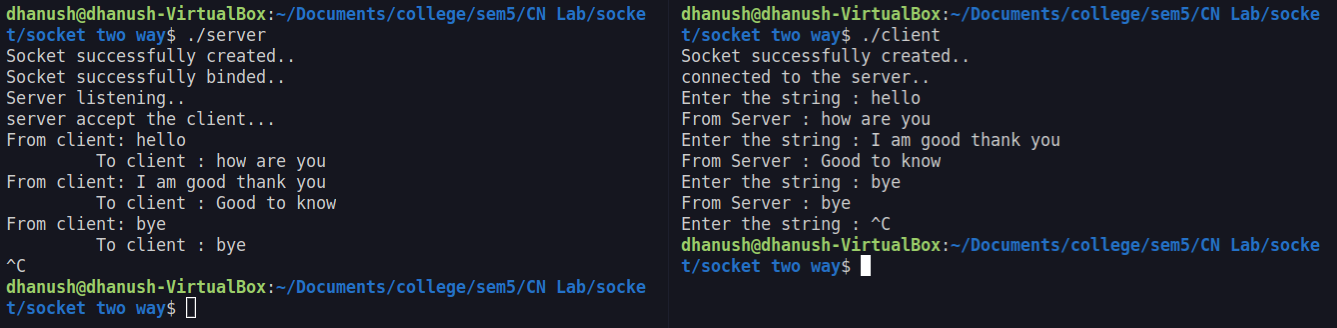 dhanush@dhanush-VirtualBox:~/Documents/college/sem5/CN Lab/socke
t/socket two way$ ./server
Socket successfully created..
Socket successfully binded..
Server listening..
server accept the client...
From client: hello
         To client : how are you
From client: I am good thank you
         To client : Good to know
From client: bye
         To client : bye
^C
dhanush@dhanush-VirtualBox:~/Documents/college/sem5/CN Lab/socke
t/socket two way$
dhanush@dhanush-VirtualBox:~/Documents/college/sem5/CN Lab/socke
t/socket two way$ ./client
Socket successfully created..
connected to the server..
Enter the string : hello
From Server : how are you
Enter the string : I am good thank you
From Server : Good to know
Enter the string : bye
From Server : bye
Enter the string : ^C
dhanush@dhanush-VirtualBox:~/Documents/college/sem5/CN Lab/socke
t/socket two way$